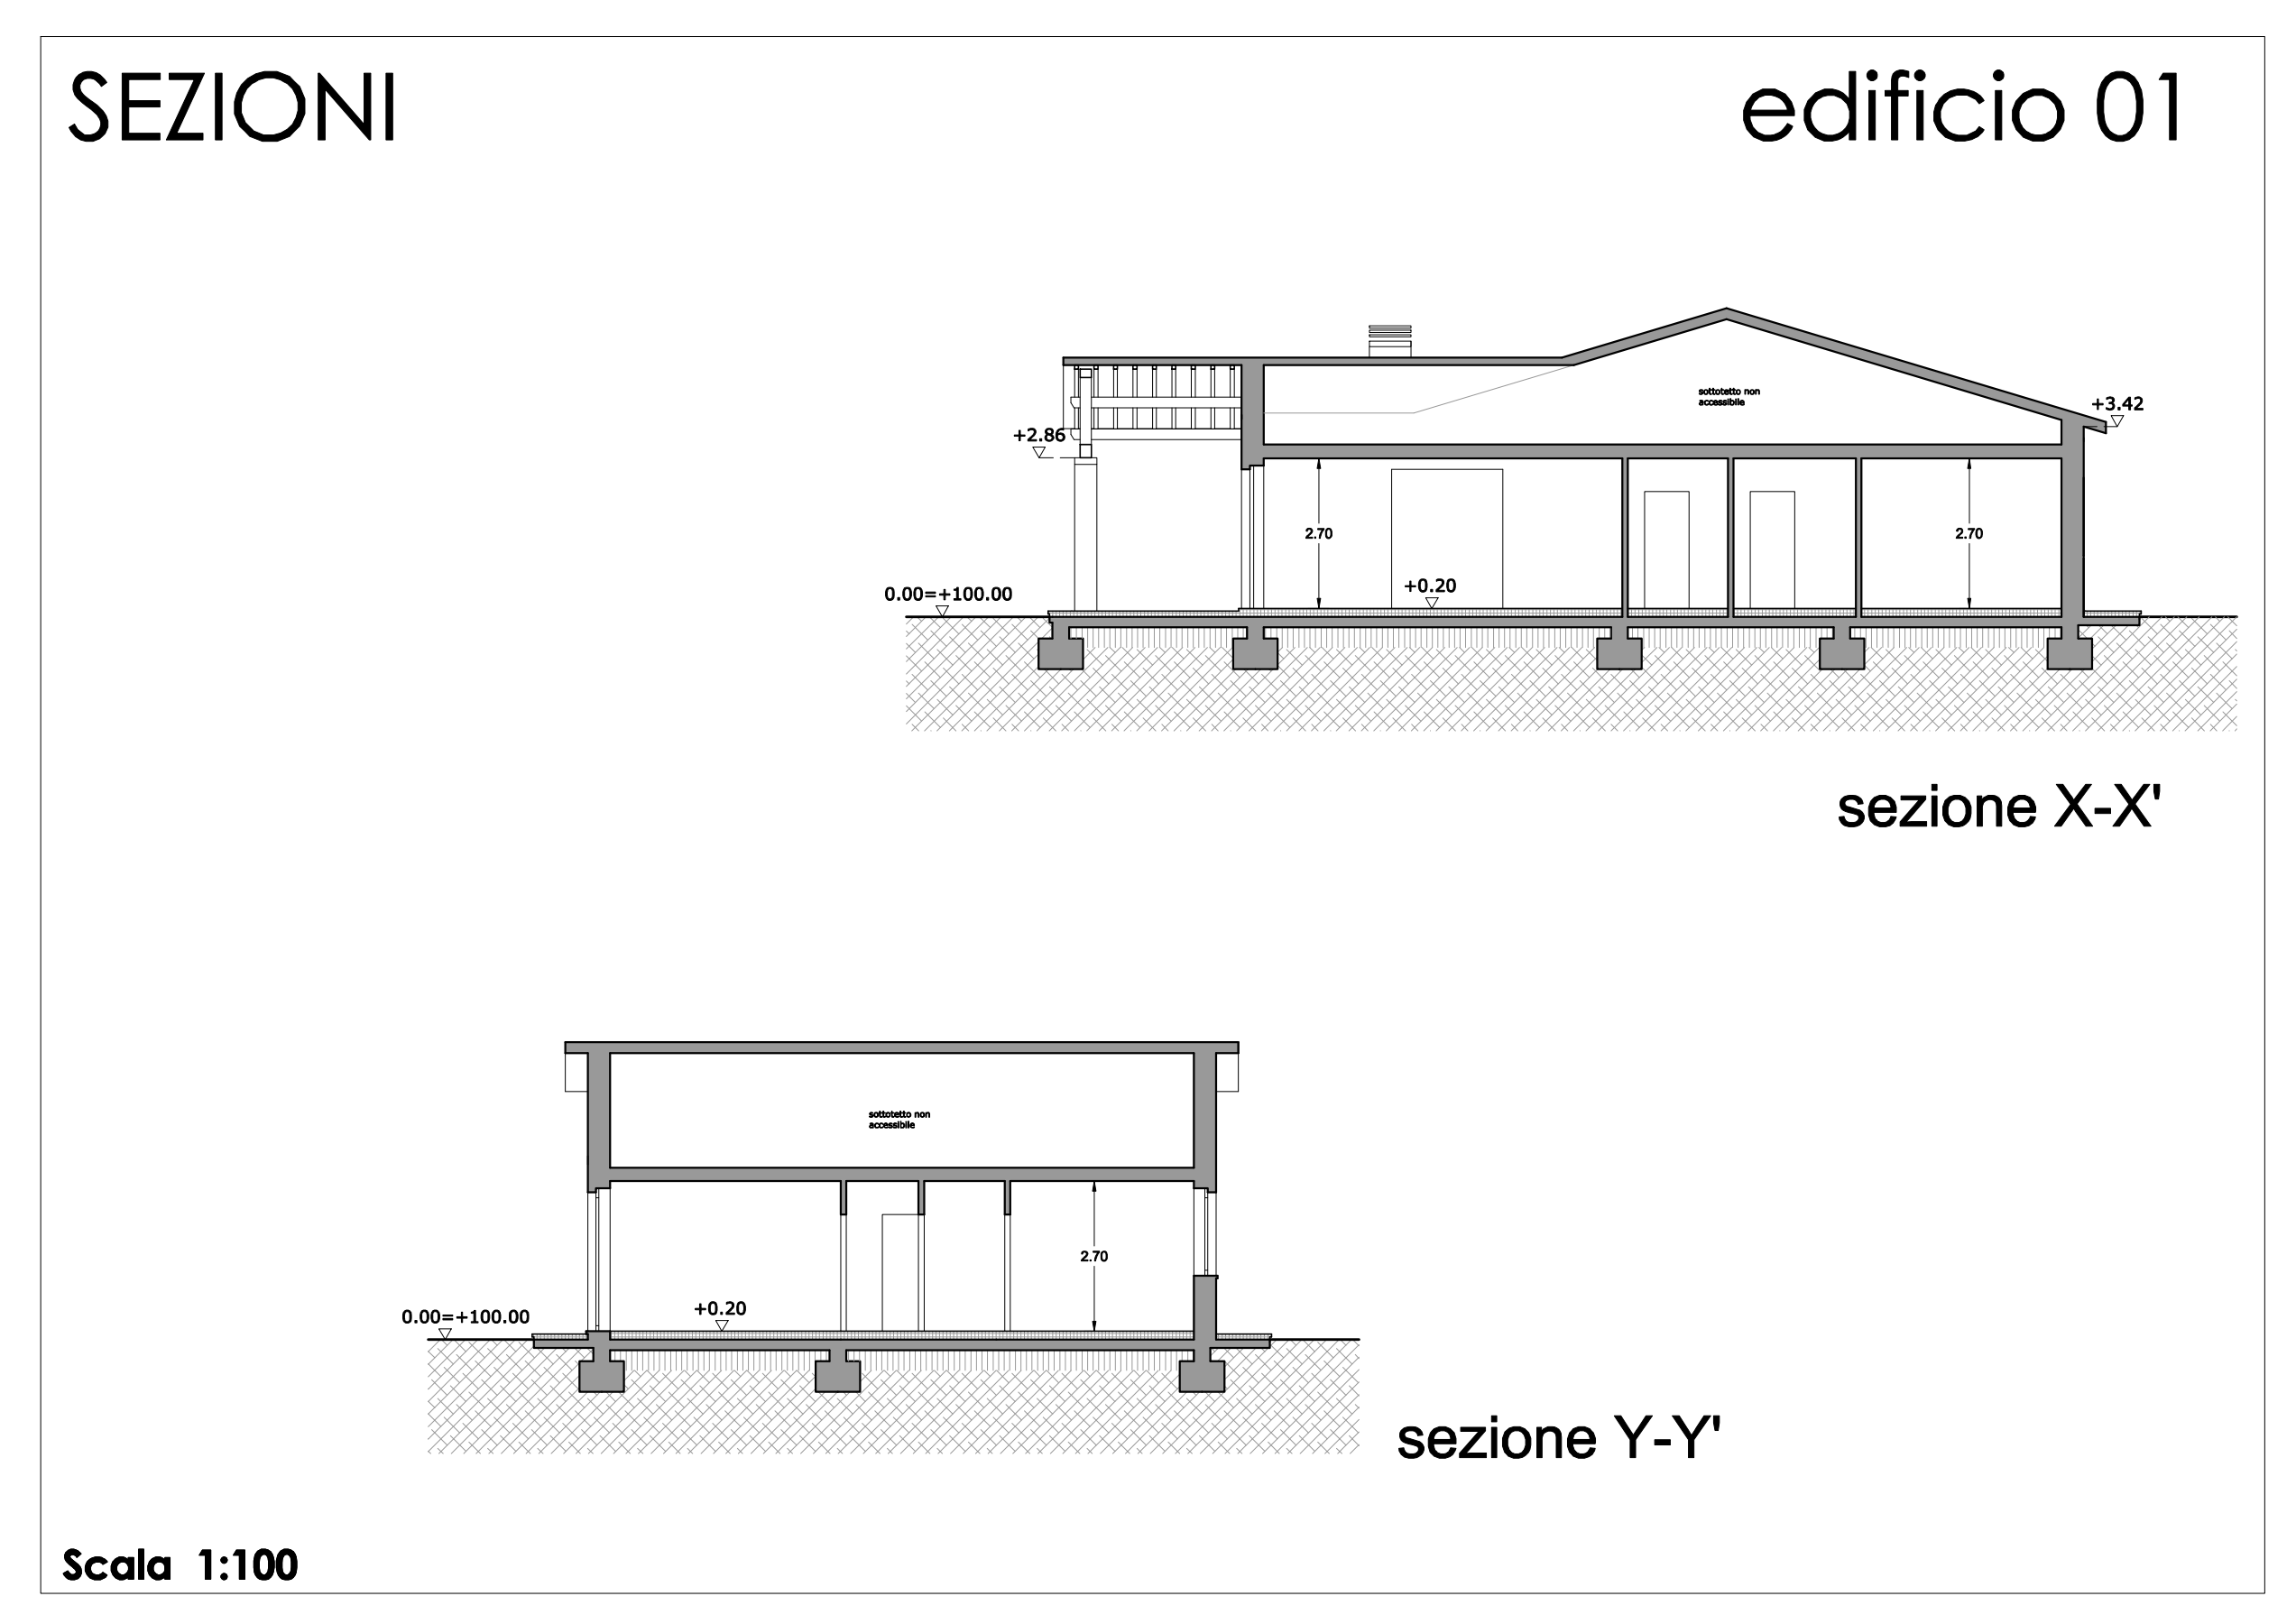 SEZIONI
edificio 01
sottotetto non
accessibile
+3.42
+2.86
2.70
2.70
+0.20
0.00=+100.00
sezione X-X'
sottotetto non
accessibile
2.70
+0.20
0.00=+100.00
sezione Y-Y'
Scala 1:100